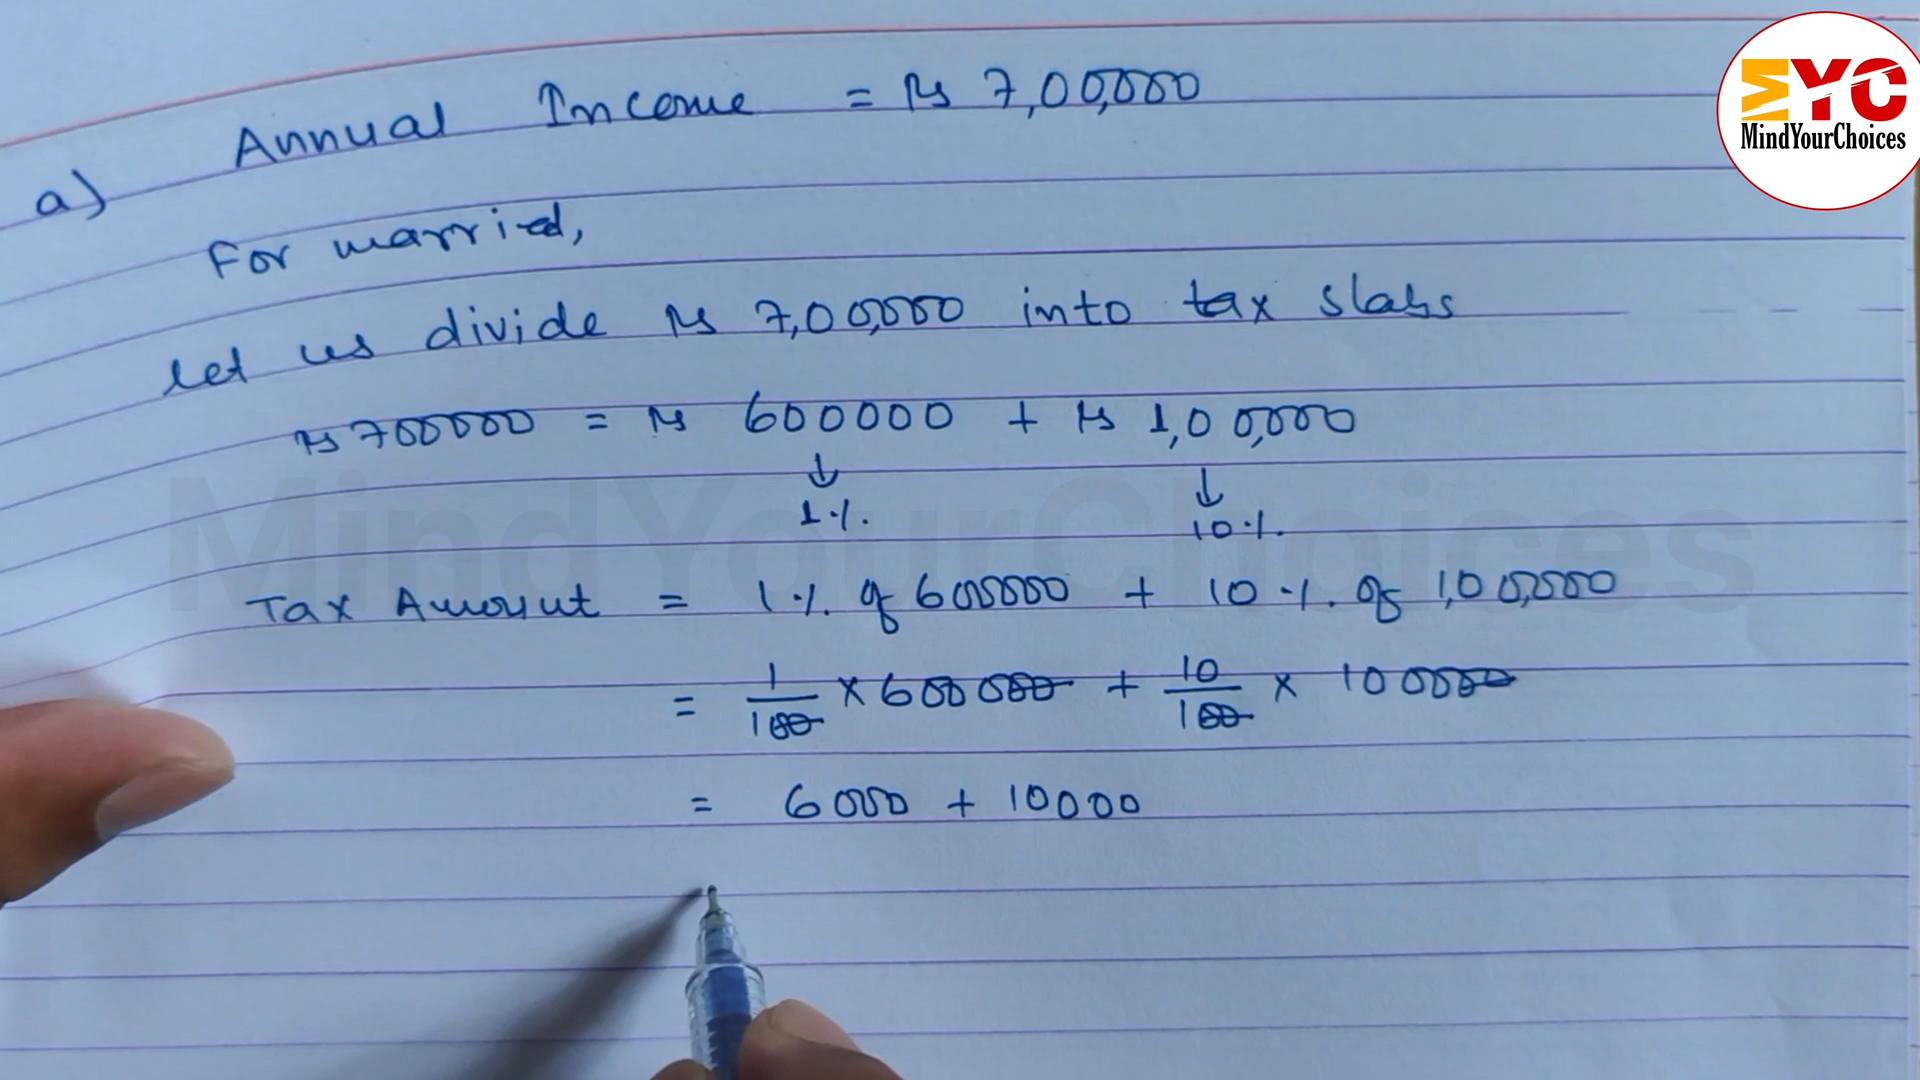 MYC
MindYourChoices
Annual Income = Rs 7,00,000
a)
For married,
let us divide Rs 7,00,000 into tax slabs
Rs 700000 = Rs 600000 + Rs 1,00,000
↓ ↓
1% 10%
MindYourChoices
Tax Amount = 1% of 600000 + 10% of 1,00,000
= 1/100 × 600000 + 10/100 × 100000
= 6000 + 10000